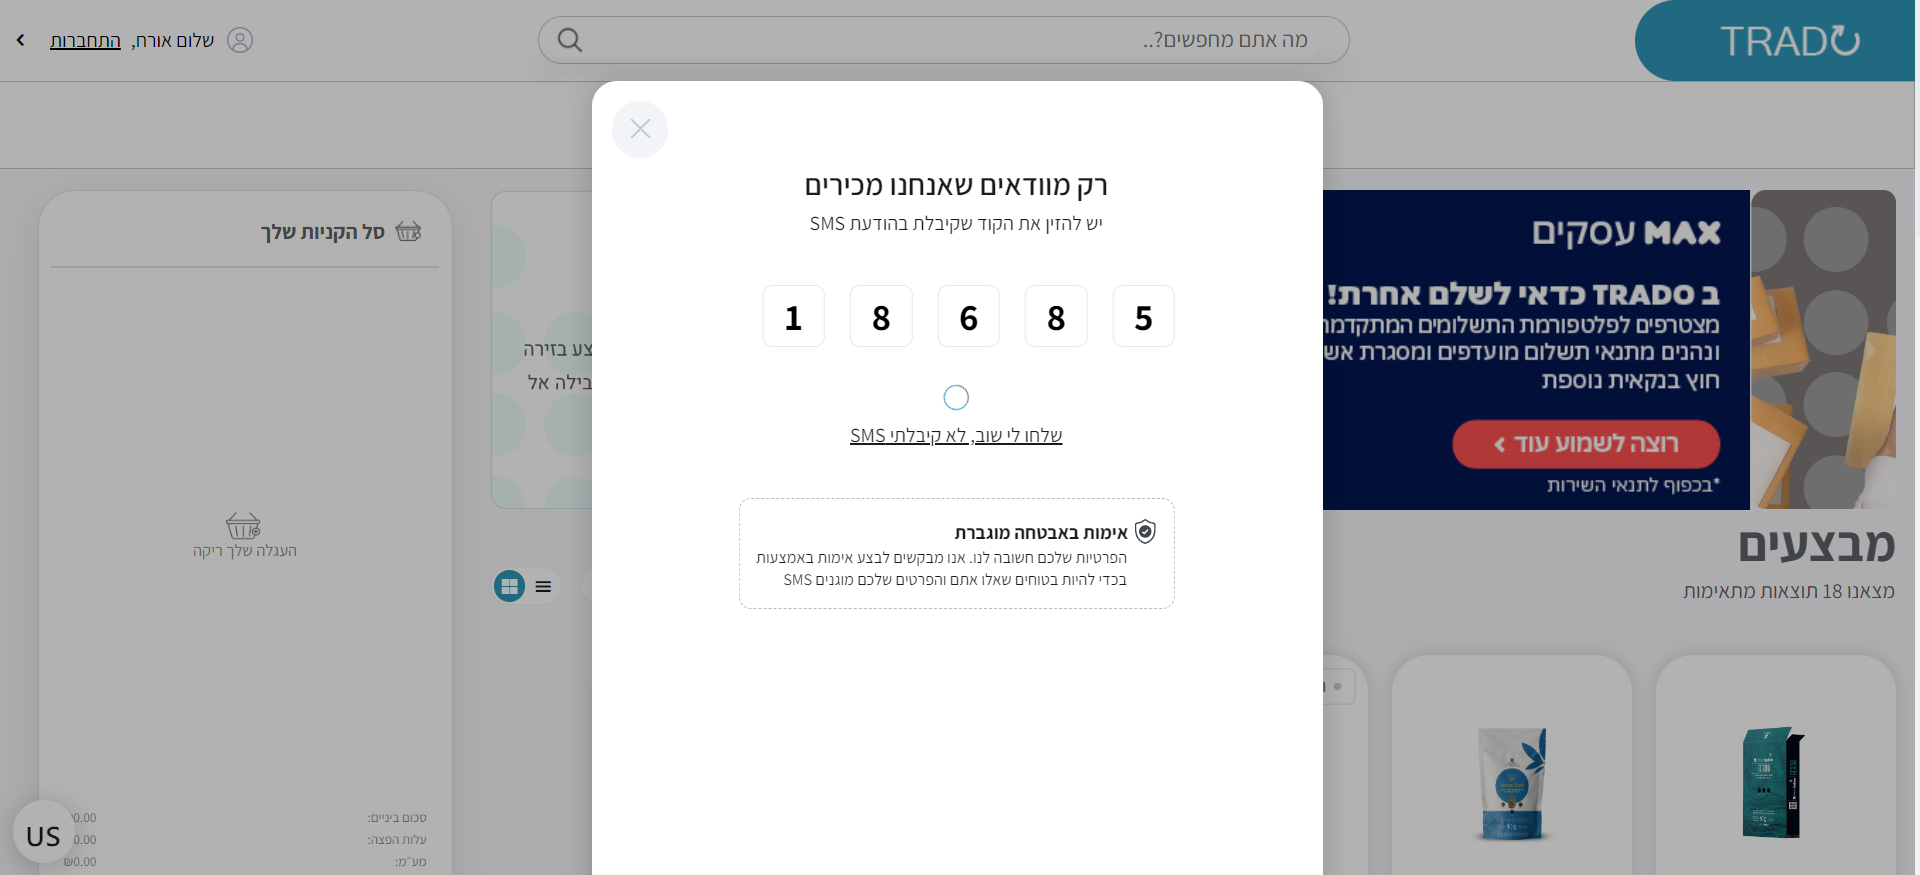 TRADO
מה אתם מחפשים?..
שלום אורח, התחברות
רק מוודאים שאנחנו מכירים
יש להזין את הקוד שקיבלת בהודעת SMS
1 8 6 8 5
שלחו לי שוב, לא קיבלתי SMS
אימות באבטחה מוגברת
הפרטיות שלכם חשובה לנו. אנו מבקשים לבצע אימות באמצעות
SMS בכדי להיות בטוחים שאלו אתם והפרטים שלכם מוגנים
MAX עסקים
ב TRADO כדאי לשלם אחרת!
מצטרפים לפלטפורמת התשלומים המתקדמת
ונהנים מתנאי תשלום מועדפים ומסגרת אש
חוץ בנקאית נוספת
רוצה לשמוע עוד
*בכפוף לתנאי השירות
צע בזירה
בילה אל
מבצעים
מצאנו 18 תוצאות מתאימות
סל הקניות שלך
העגלה שלך ריקה
סכום ביניים: 0.00
עלות הפצה: 0.00
מע״מ: ₪0.00
US